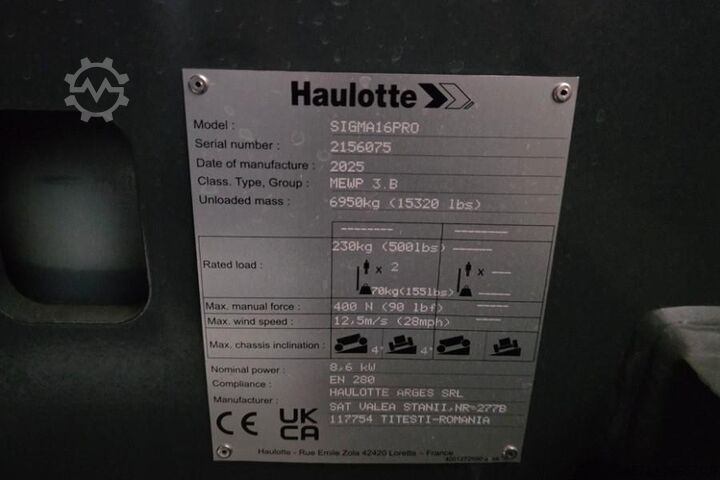 Haulotte
Model : SIGMA16PRO
Serial number : 2156075
Date of manufacture : 2025
Class. Type, Group : MEWP 3.B
Unloaded mass : 6950kg (15320 lbs)
-------- --------
Rated load : 230kg (500lbs) -----
x 2 x ----
70kg(155lbs) ----
Max. manual force : 400 N (90 lbf) -----
Max. wind speed : 12,5m/s (28mph) -----
Max. chassis inclination : 4° 4°
Nominal power : 8,6 kW
Compliance : EN 280
Manufacturer : HAULOTTE ARGES SRL
SAT VALEA STANII,NR=277B
117754 TITESTI-ROMANIA
CE UK CA
Haulotte - Rue Emile Zola 42420 Lorette – France